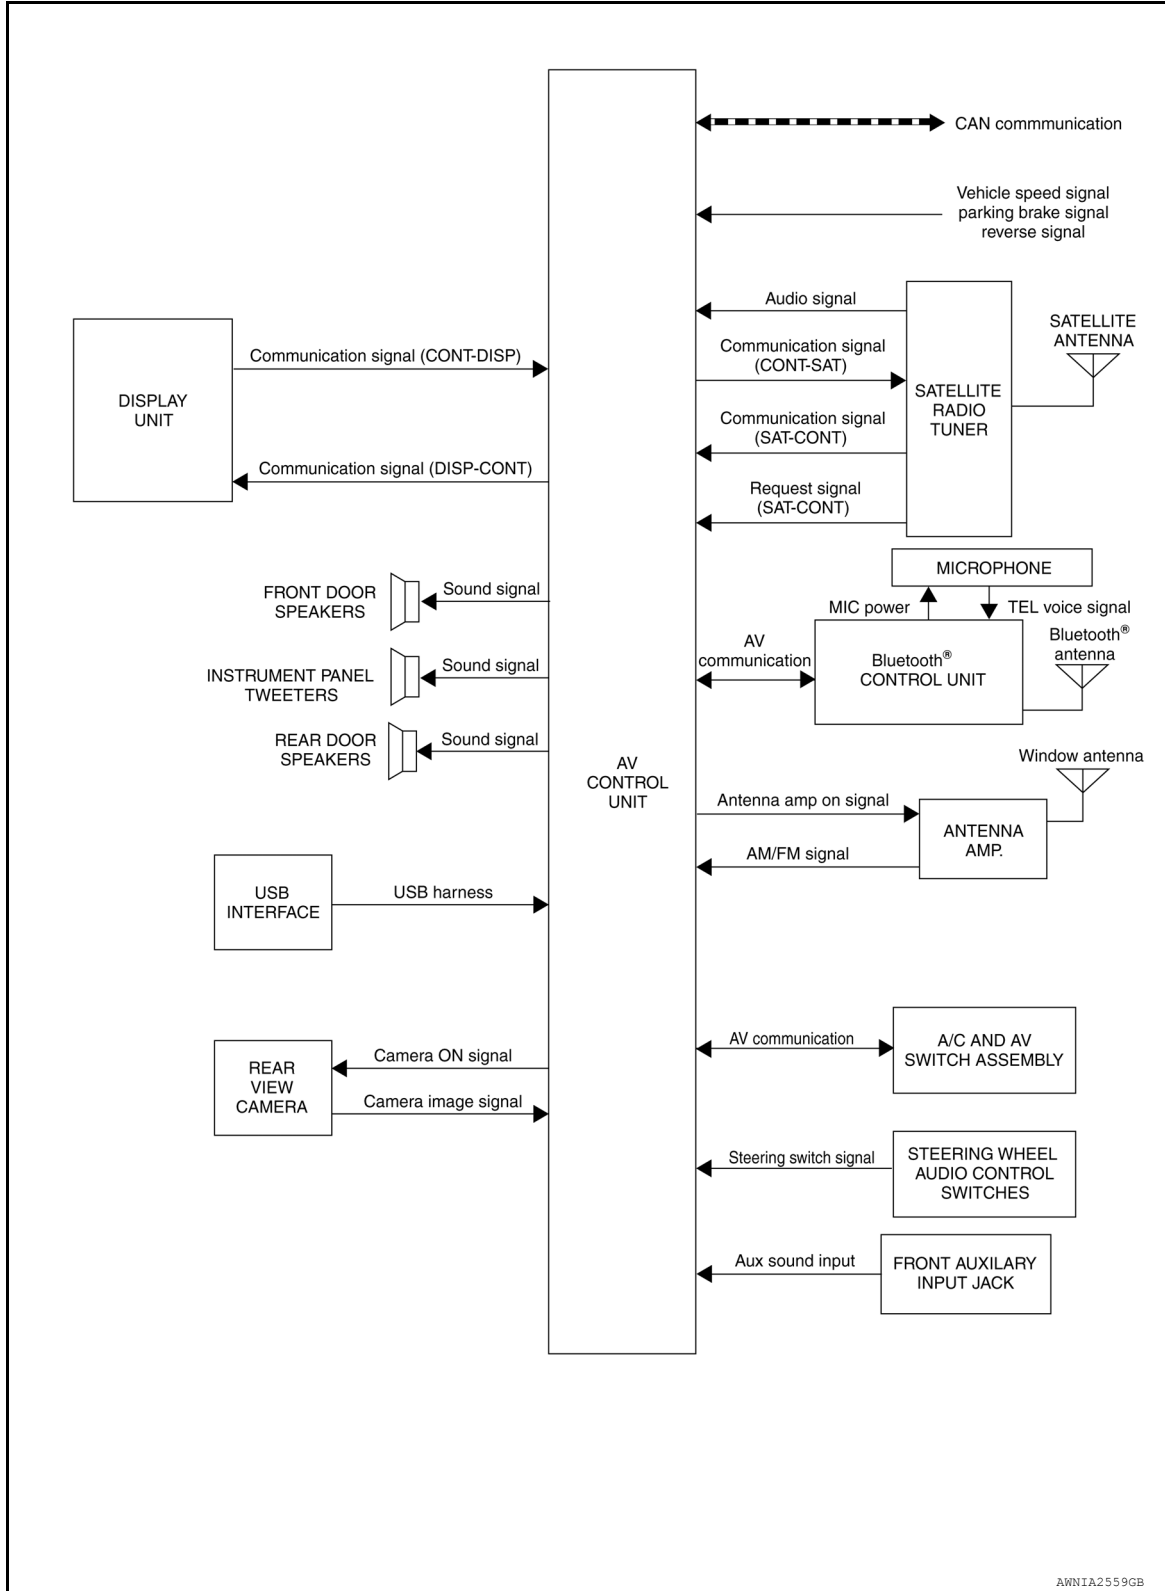 CAN commmunication
Vehicle speed signal
parking brake signal
reverse signal
Audio signal
Communication signal
(CONT-SAT)
Communication signal
(SAT-CONT)
Request signal
(SAT-CONT)
SATELLITE
RADIO
TUNER
SATELLITE
ANTENNA
Communication signal (CONT-DISP)
DISPLAY
UNIT
Communication signal (DISP-CONT)
FRONT DOOR
SPEAKERS
Sound signal
INSTRUMENT PANEL
TWEETERS
Sound signal
REAR DOOR
SPEAKERS
Sound signal
MICROPHONE
MIC power
TEL voice signal
AV
communication
Bluetooth®
CONTROL UNIT
Bluetooth®
antenna
AV
CONTROL
UNIT
Window antenna
Antenna amp on signal
AM/FM signal
ANTENNA
AMP.
USB
INTERFACE
USB harness
REAR
VIEW
CAMERA
Camera ON signal
Camera image signal
AV communication
A/C AND AV
SWITCH ASSEMBLY
Steering switch signal
STEERING WHEEL
AUDIO CONTROL
SWITCHES
Aux sound input
FRONT AUXILARY
INPUT JACK
AWNIA2559GB